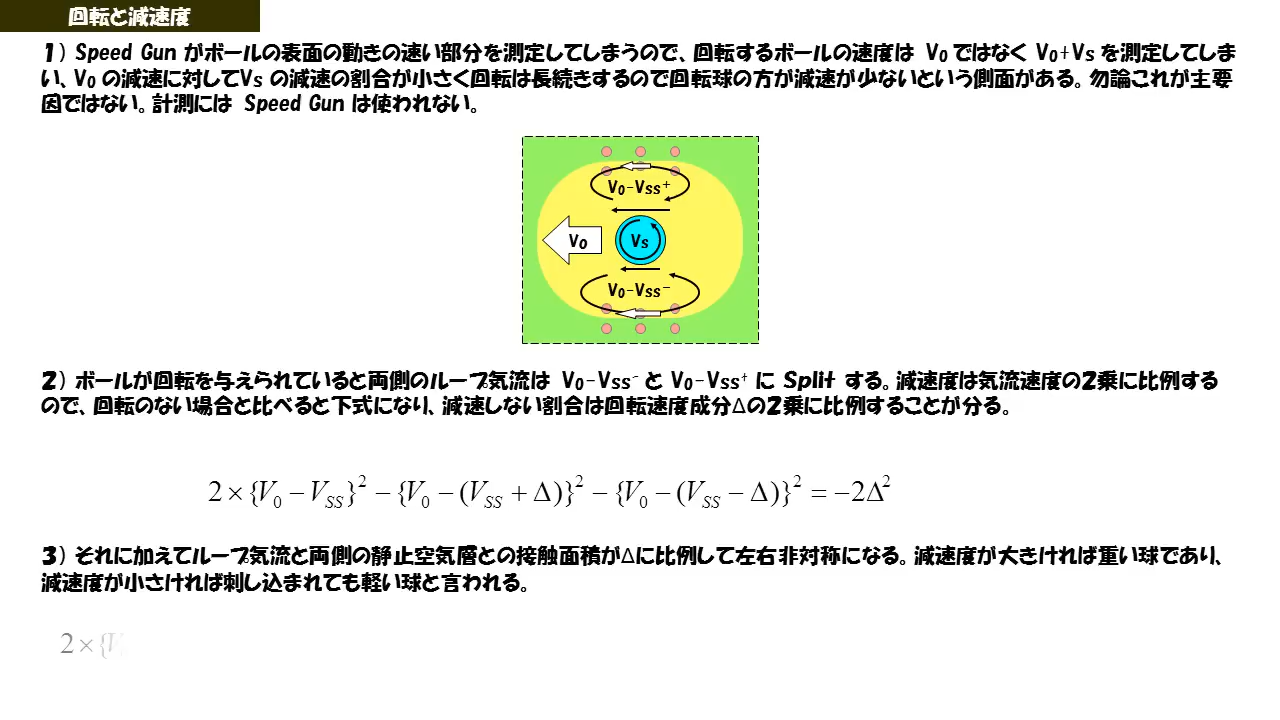 回転と減速度
1) Speed Gun がボールの表面の動きの速い部分を測定してしまうので、回転するボールの速度は V₀ ではなく V₀+Vs を測定してしま
い、V₀ の減速に対してVs の減速の割合が小さく回転は長続きするので回転球の方が減速が少ないという側面がある。勿論これが主要
因ではない。計測には Speed Gun は使われない。
V₀-Vss⁺
V₀
Vs
V₀-Vss⁻
2) ボールが回転を与えられていると両側のループ気流は V₀-Vss⁻ と V₀-Vss⁺ に Split する。減速度は気流速度の2乗に比例する
ので、回転のない場合と比べると下式になり、減速しない割合は回転速度成分Δの2乗に比例することが分る。
2×{V₀−V_SS}²−{V₀−(V_SS+Δ)}²−{V₀−(V_SS−Δ)}²=−2Δ²
3) それに加えてループ気流と両側の静止空気層との接触面積がΔに比例して左右非対称になる。減速度が大きければ重い球であり、
減速度が小さければ刺し込まれても軽い球と言われる。
2×{V₀